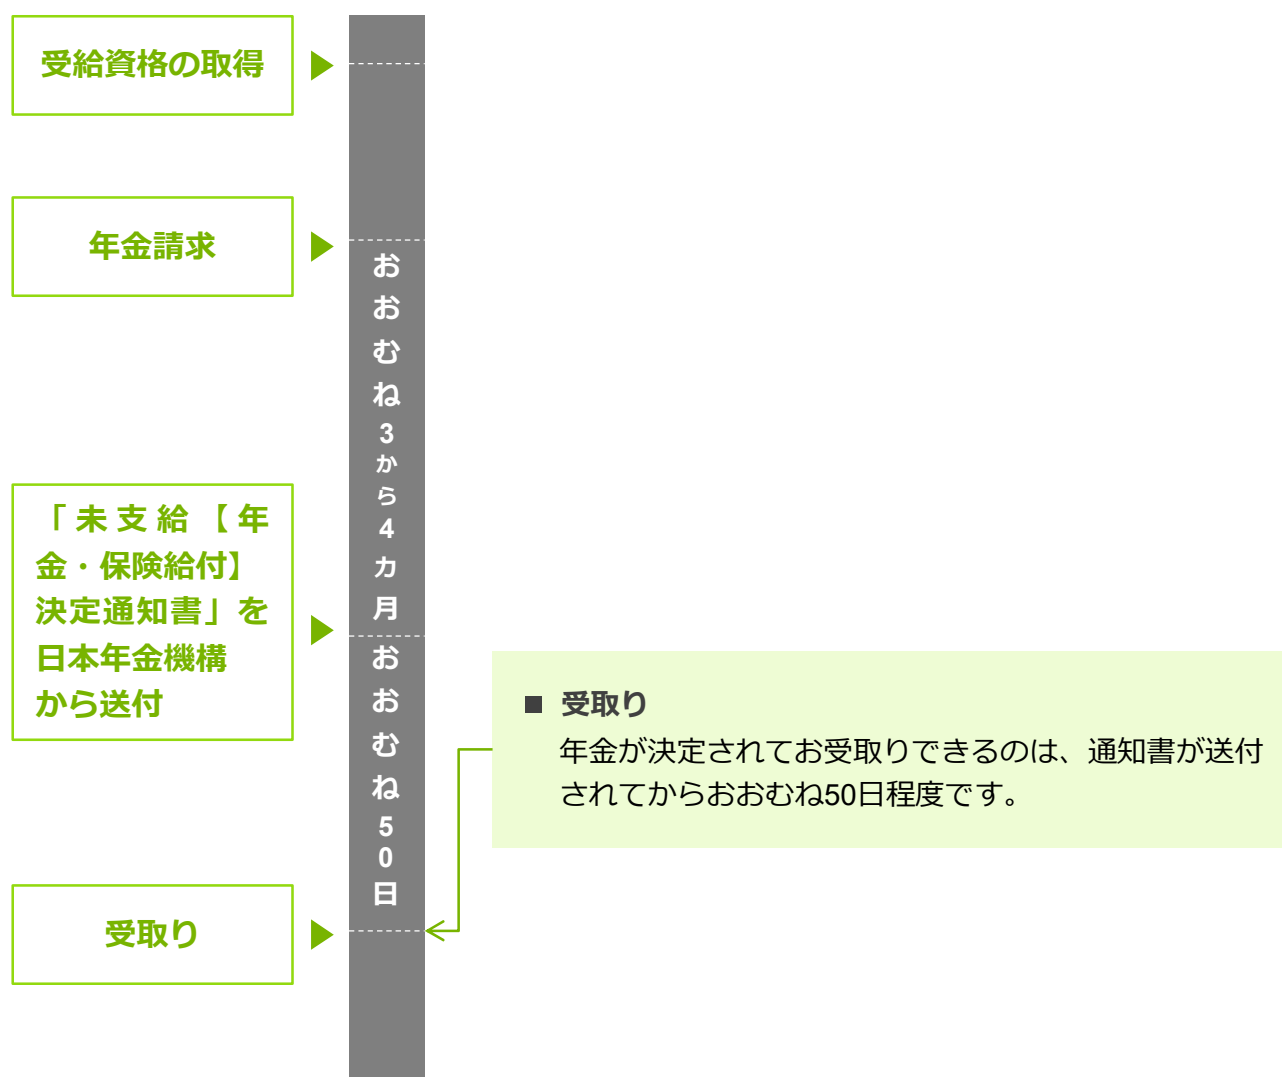 受給資格の取得
年金請求
おおむね3から4カ月
「未支給【年
金・保険給付】
決定通知書」を
日本年金機構
から送付
おおむね50日
■ 受取り
年金が決定されてお受取りできるのは、通知書が送付
されてからおおむね50日程度です。
受取り